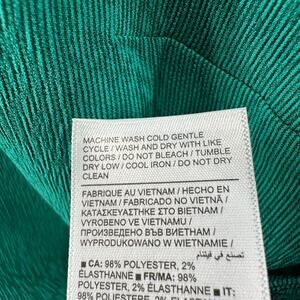 MACHINE WASH COLD GENTLE
CYCLE / WASH AND DRY WITH LIKE
COLORS / DO NOT BLEACH / TUMBLE
DRY LOW / COOL IRON / DO NOT DRY
CLEAN
FABRIQUE AU VIETNAM / HECHO EN
VIETNAM / FABRICADO NO VIETNÃ
ΚΑΤΑΣΚΕΥΑΣΤΗΚΕ ΣΤΟ ΒΙΕΤΝΑΜ /
VYROBENO VE VIETNAMU /
ПРОИЗВЕДЕНО ВЪВ ВИЕТНАМ /
WYPRODUKOWANO W WIETNAMIE /
صنع في فيتنام
CA: 98% POLYESTER, 2%
ÉLASTHANNE FR/MA: 98%
POLYESTER, 2% ÉLASTHANNE IT:
98% POLIESTERE, 2%